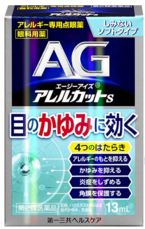 アレルギー専用点眼薬
眼科用薬
しみない
ソフトタイプ
AG
エージーアイズ
アレルカットS
目のかゆみに効く
4つのはたらき
アレルギーのもとを抑える
かゆみを抑える
炎症をしずめる
角膜を保護する
第2類医薬品
13mL
第一三共ヘルスケア